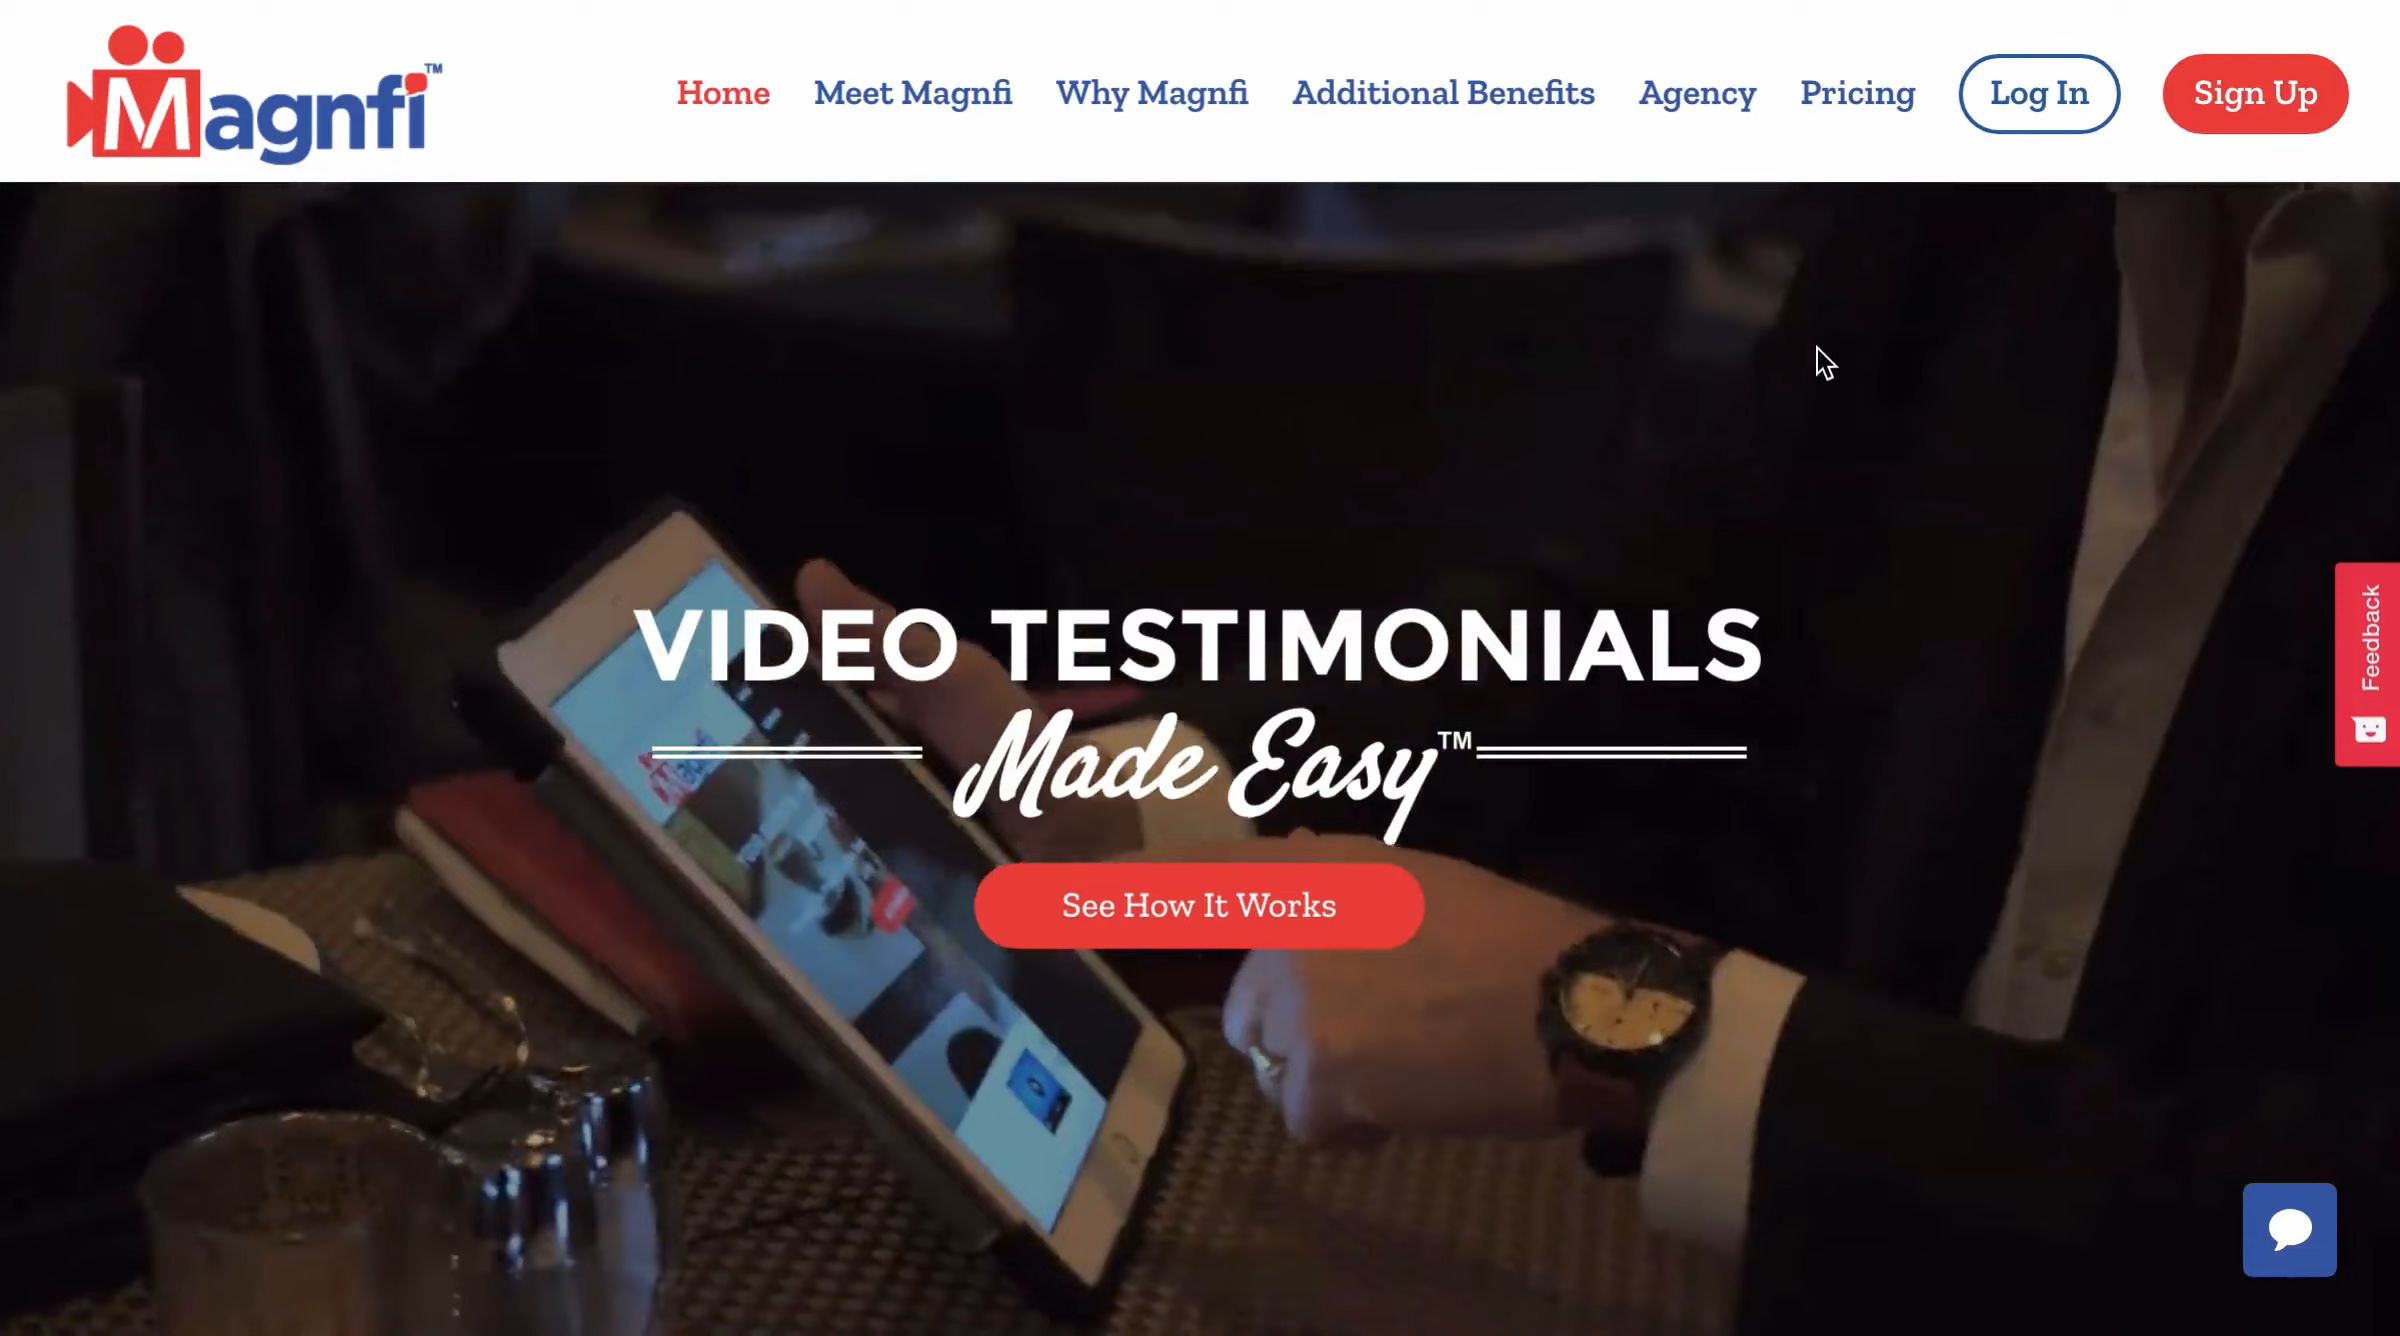 Magnfi™
Home Meet Magnfi Why Magnfi Additional Benefits Agency Pricing Log In Sign Up
VIDEO TESTIMONIALS
Made Easy™
See How It Works
Feedback